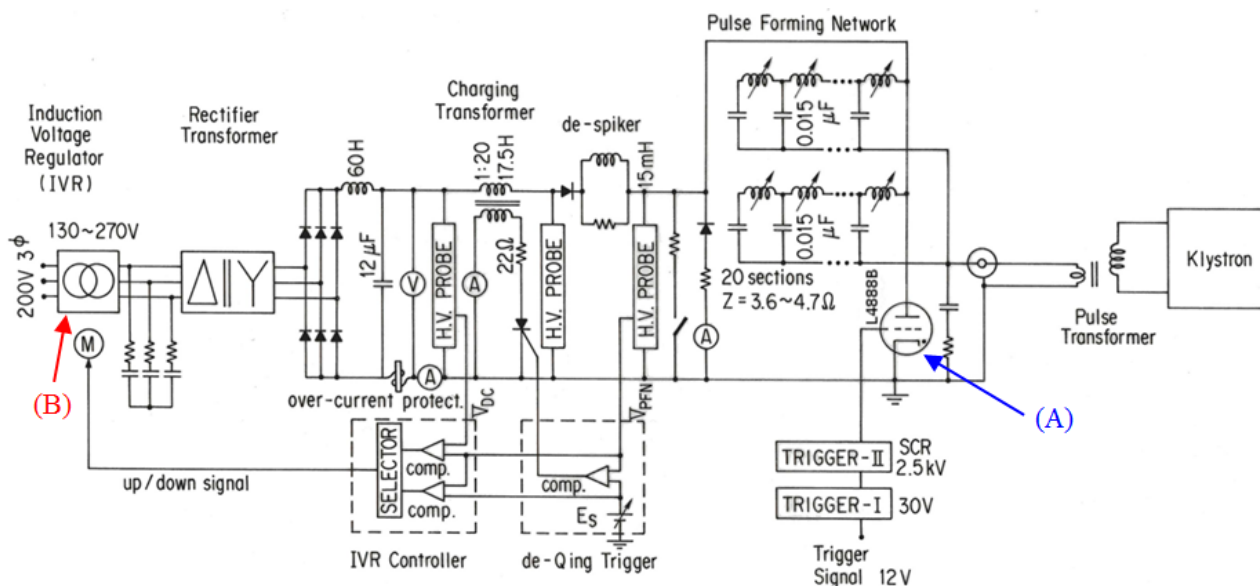 Pulse Forming Network
Induction
Voltage
Regulator
(IVR)
Rectifier
Transformer
Charging
Transformer
de-spiker
60H
1:20
17.5H
15mH
0.015
μF
0.015
μF
130~270V
200V 3ϕ
12μF
V
H.V. PROBE
A
22Ω
H.V. PROBE
H.V. PROBE
A
20 sections
Z = 3.6~4.7Ω
L4888B
Klystron
Pulse
Transformer
Δ Y
M
(B)
over-current protect.
A
VDC
VPFN
(A)
SELECTOR
comp.
comp.
comp.
ES
up/down signal
IVR Controller
de-Qing Trigger
TRIGGER-II
SCR
2.5kV
TRIGGER-I
30V
Trigger
Signal 12V